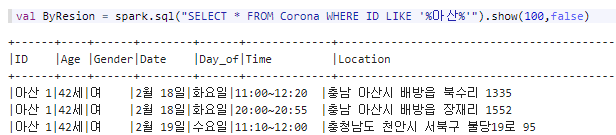 val ByResion = spark.sql("SELECT * FROM Corona WHERE ID LIKE '%아산%'").show(100,false)
+------+----+------+------+------+-------------+------------------------------
|ID |Age |Gender|Date |Day_of|Time |Location
+------+----+------+------+------+-------------+------------------------------
|아산 1|42세|여 |2월 18일|화요일|11:00~12:20 |충남 아산시 배방읍 북수리 1335
|아산 1|42세|여 |2월 18일|화요일|20:00~20:55 |충남 아산시 배방읍 장재리 1552
|아산 1|42세|여 |2월 19일|수요일|11:10~12:00 |충청남도 천안시 서북구 불당19로 95